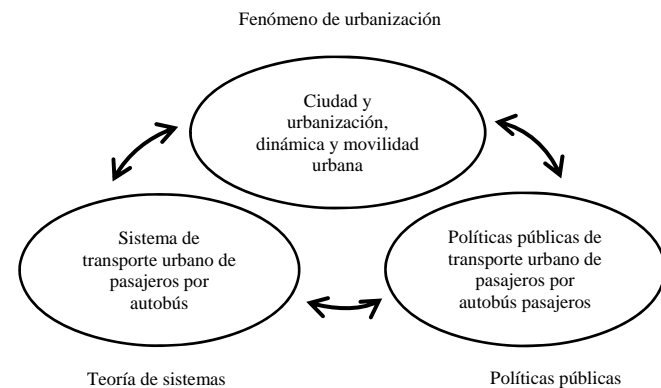 Fenómeno de urbanización
Ciudad y
urbanización,
dinámica y movilidad
urbana
Sistema de
transporte urbano de
pasajeros por
autobús
Políticas públicas de
transporte urbano de
pasajeros por
autobús pasajeros
Teoría de sistemas
Políticas públicas